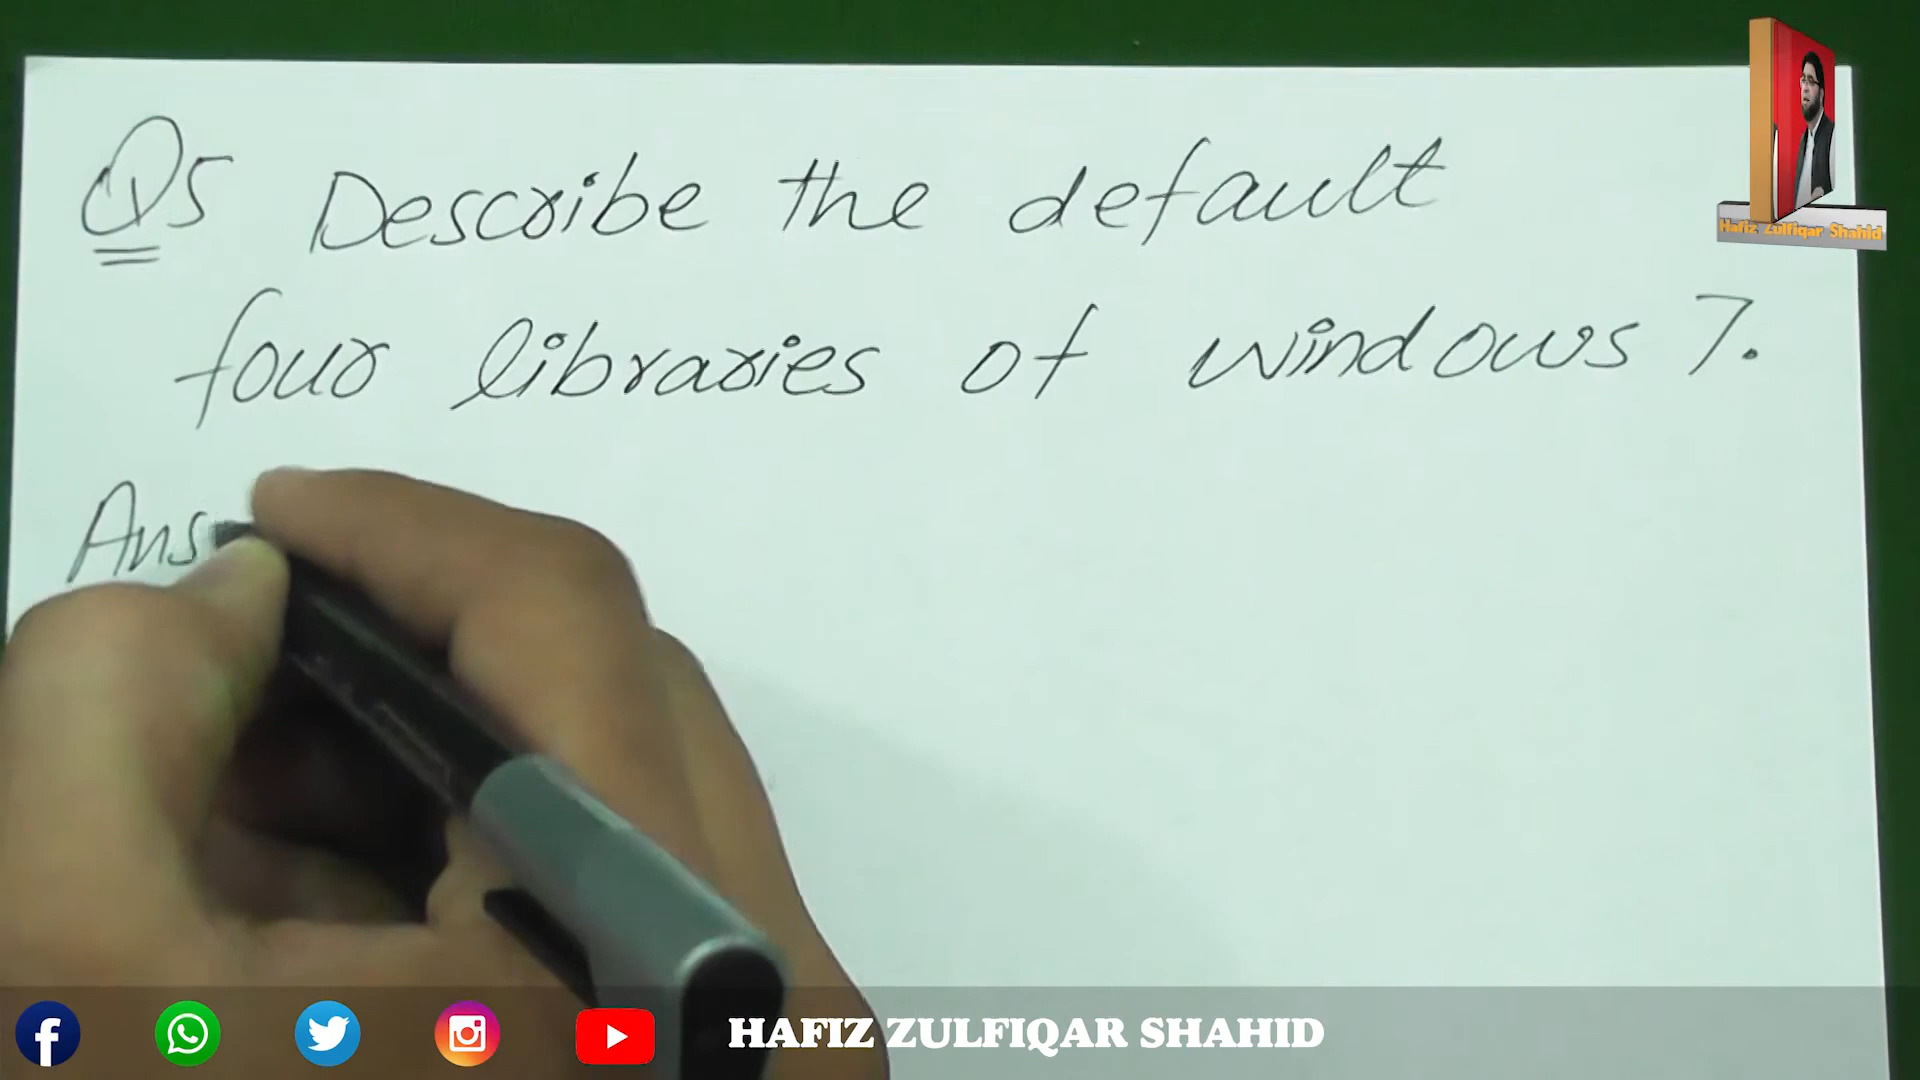 Q5 Describe the default
four libraries of windows 7.
Ans
Hafiz Zulfiqar Shahid
HAFIZ ZULFIQAR SHAHID